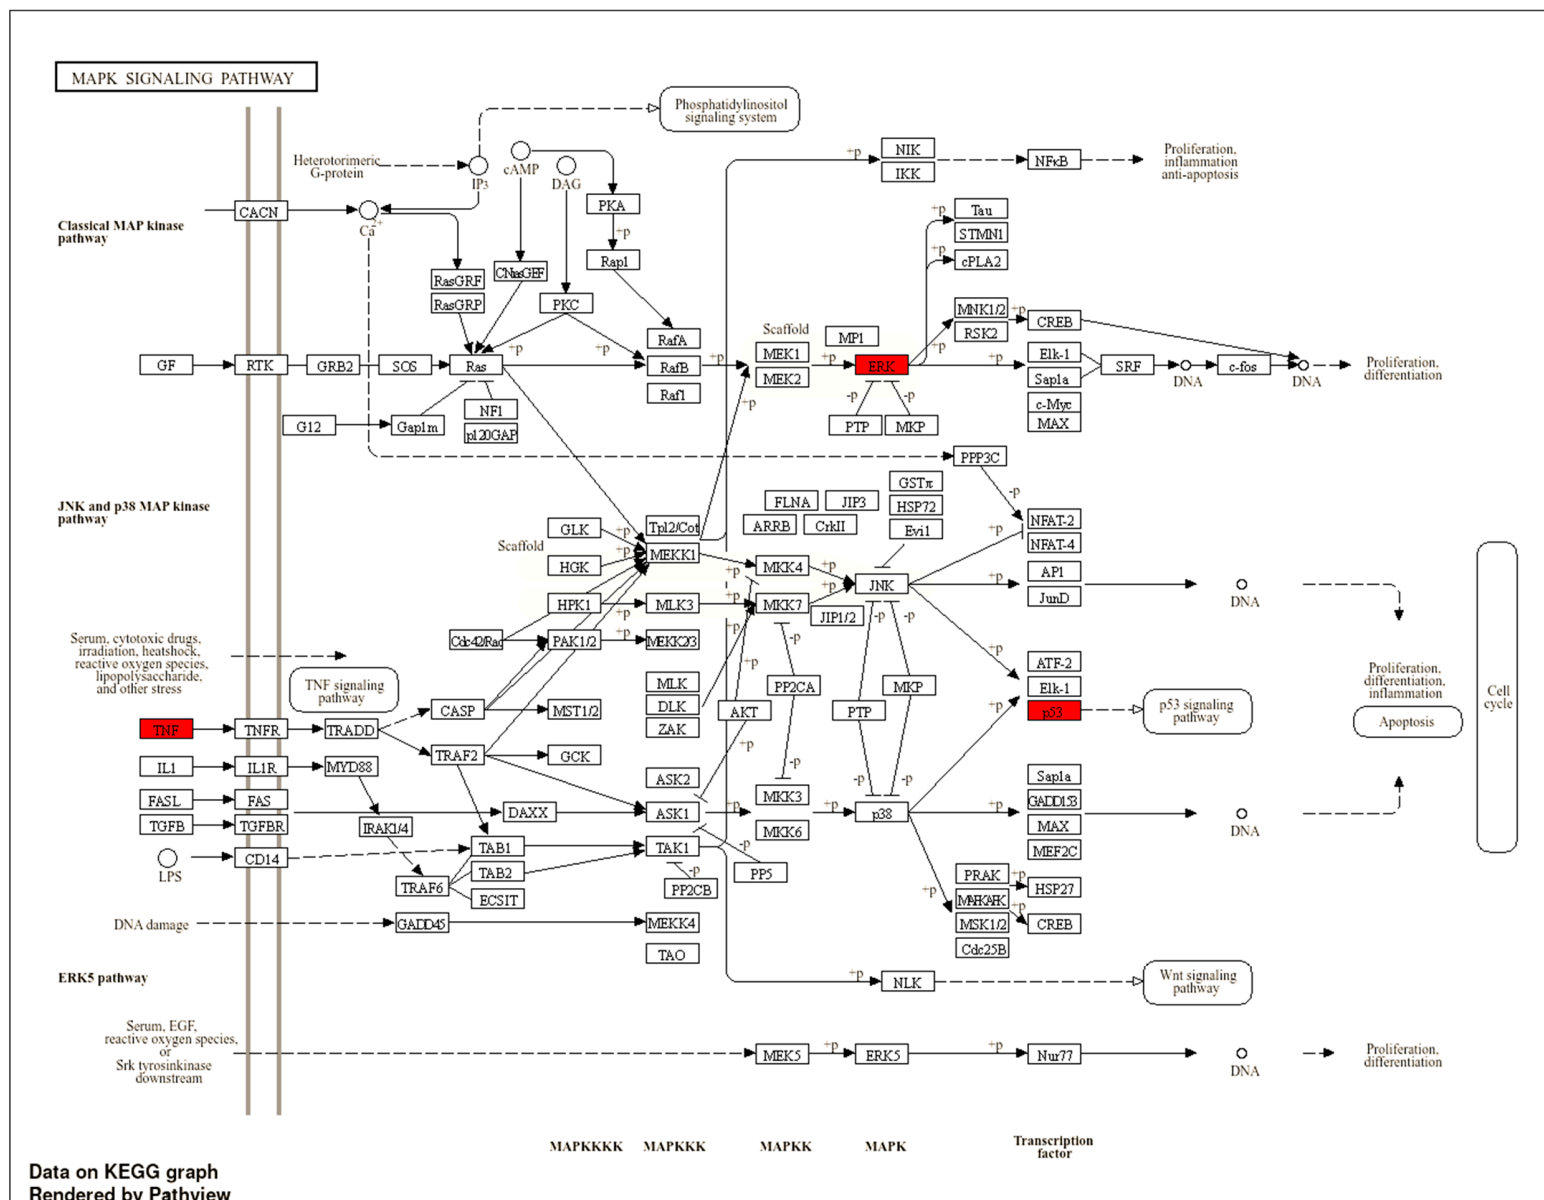 MAPK SIGNALING PATHWAY
Phosphatidylinositol
signaling system
Heterotorimeric
G-protein
IP3
cAMP
DAG
+p
NIK
IKK
NFκB
Proliferation,
inflammation
anti-apoptosis
CACN
Ca2+
PKA
+p
Rap1
Classical MAP kinase
pathway
RasGRF
RasGRP
CNrasGEF
PKC
+p
Tau
STMN1
+p
cPLA2
RafA
Scaffold
MP1
MNK1/2
+p
RSK2
CREB
GF
RTK
GRB2
SOS
Ras
+p
+p
RafB
+p
Raf1
MEK1
MEK2
+p
ERK
+p
+p
Elk-1
Sap1a
SRF
DNA
c-fos
DNA
Proliferation,
differentiation
c-Myc
MAX
G12
Gap1m
NF1
p120GAP
+p
-p
-p
PTP
MKP
PPP3C
-p
JNK and p38 MAP kinase
pathway
FLNA
JIP3
ARRB
CrkII
GSTπ
HSP72
Evi1
NFAT-2
NFAT-4
+p
Scaffold
GLK
+p
Tpl2/Cot
HGK
+p
MEKK1
+p
MKK4
+p
JNK
+p
AP1
JunD
DNA
HPK1
+p
MLK3
+p
MKK7
+p
JIP1/2
Cdc42/Rac
PAK1/2
+p
MEKK2/3
+p
-p
-p
-p
Serum, cytotoxic drugs,
irradiation, heatshock,
reactive oxygen species,
lipopolysaccharide,
and other stress
TNF signaling
pathway
MLK
DLK
ZAK
+p
PP2CA
MKP
PTP
AKT
+p
ATF-2
Elk-1
p53
+p
p53 signaling
pathway
Proliferation,
differentiation,
inflammation
Apoptosis
Cell
cycle
CASP
MST1/2
TNF
TNFR
TRADD
TRAF2
GCK
IL1
IL1R
MYD88
ASK2
-p
MKK3
-p
-p
FASL
FAS
DAXX
ASK1
+p
MKK6
+p
p38
+p
Sap1a
GADD153
MAX
MEF2C
DNA
TGFB
TGFBR
IRAK1/4
LPS
CD14
TAB1
TAB2
ECSIT
TRAF6
TAK1
-p
PP2CB
-p
PP5
+p
PRAK
+p
MAPKAPK
+p
MSK1/2
Cdc25B
HSP27
CREB
DNA damage
GADD45
MEKK4
TAO
ERK5 pathway
+p
NLK
Wnt signaling
pathway
Serum, EGF,
reactive oxygen species,
or
Srk tyrosinkinase
downstream
MEK5
+p
ERK5
+p
Nur77
DNA
Proliferation,
differentiation
MAPKKKK
MAPKKK
MAPKK
MAPK
Transcription
factor
Data on KEGG graph
Rendered by Pathview